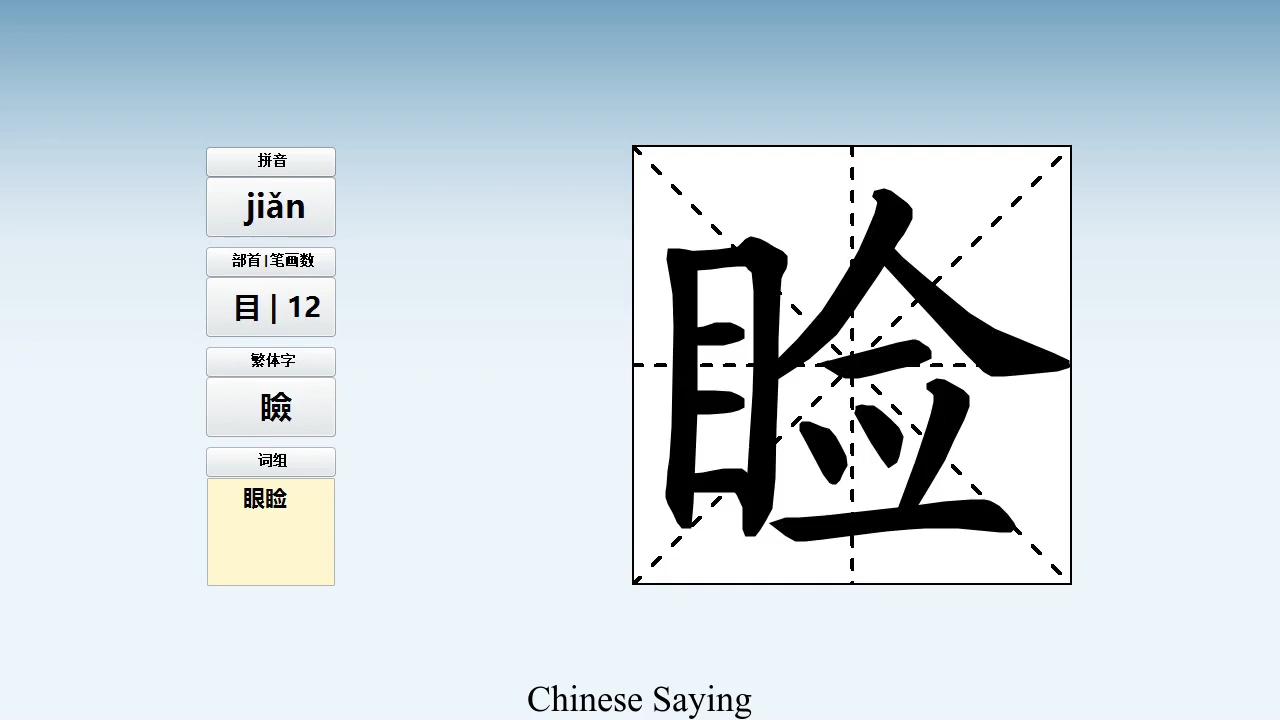 拼音
jiǎn
部首|笔画数
目 | 12
繁体字
瞼
词组
眼睑
睑
Chinese Saying